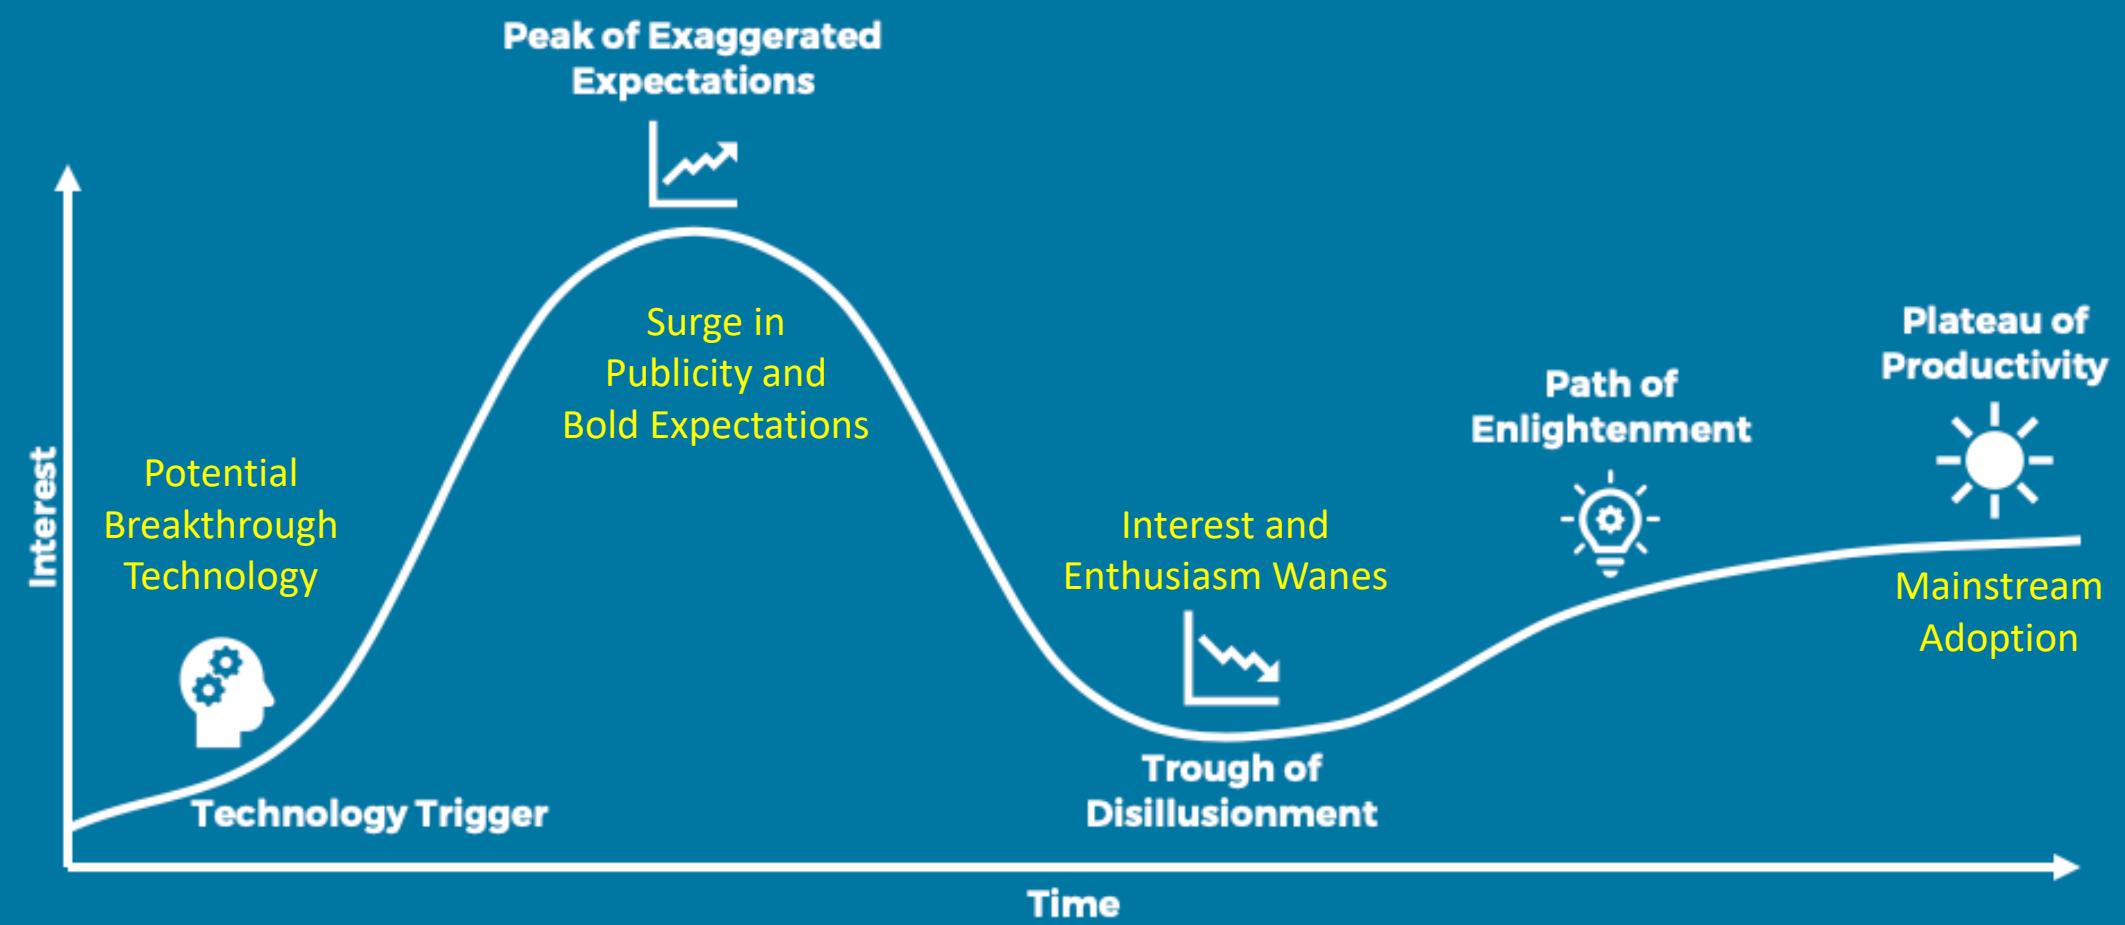 Peak of Exaggerated
Expectations
Surge in
Publicity and
Bold Expectations
Plateau of
Productivity
Path of
Enlightenment
Interest
Potential
Breakthrough
Technology
Interest and
Enthusiasm Wanes
Mainstream
Adoption
Technology Trigger
Trough of
Disillusionment
Time